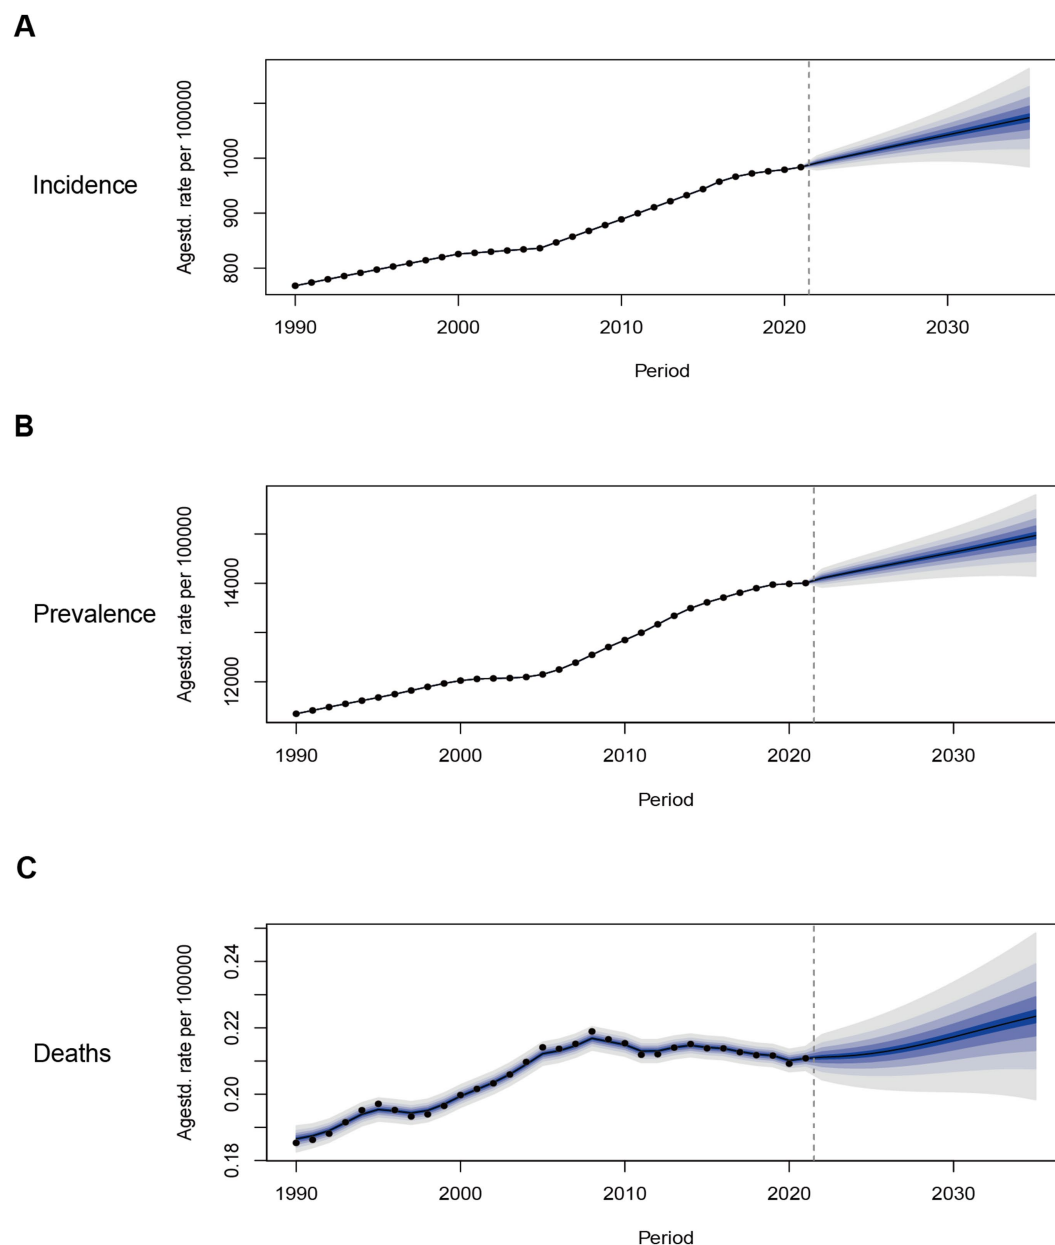 A
Incidence
Agestd. rate per 100000
1000
900
800
1990
2000
2010
2020
2030
Period
B
Prevalence
Agestd. rate per 100000
14000
12000
1990
2000
2010
2020
2030
Period
C
Deaths
Agestd. rate per 100000
0.24
0.22
0.20
0.18
1990
2000
2010
2020
2030
Period